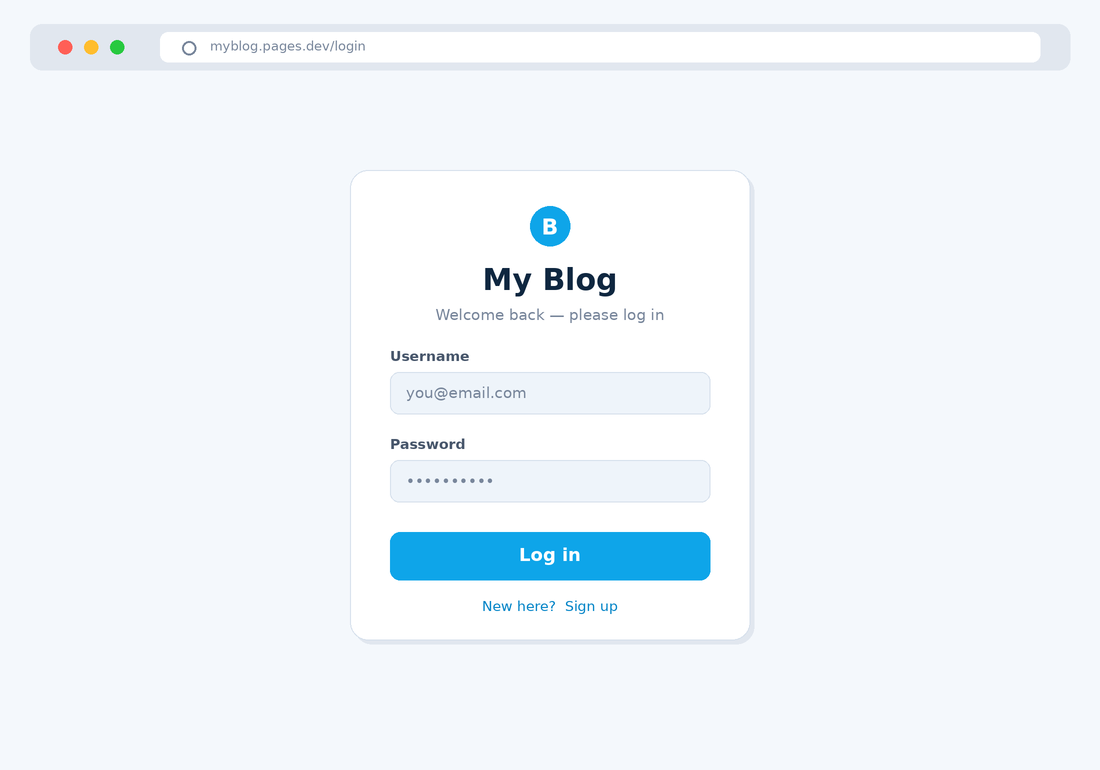 myblog.pages.dev/login
B
My Blog
Welcome back — please log in
Username
you@email.com
Password
••••••••••
Log in
New here?  Sign up